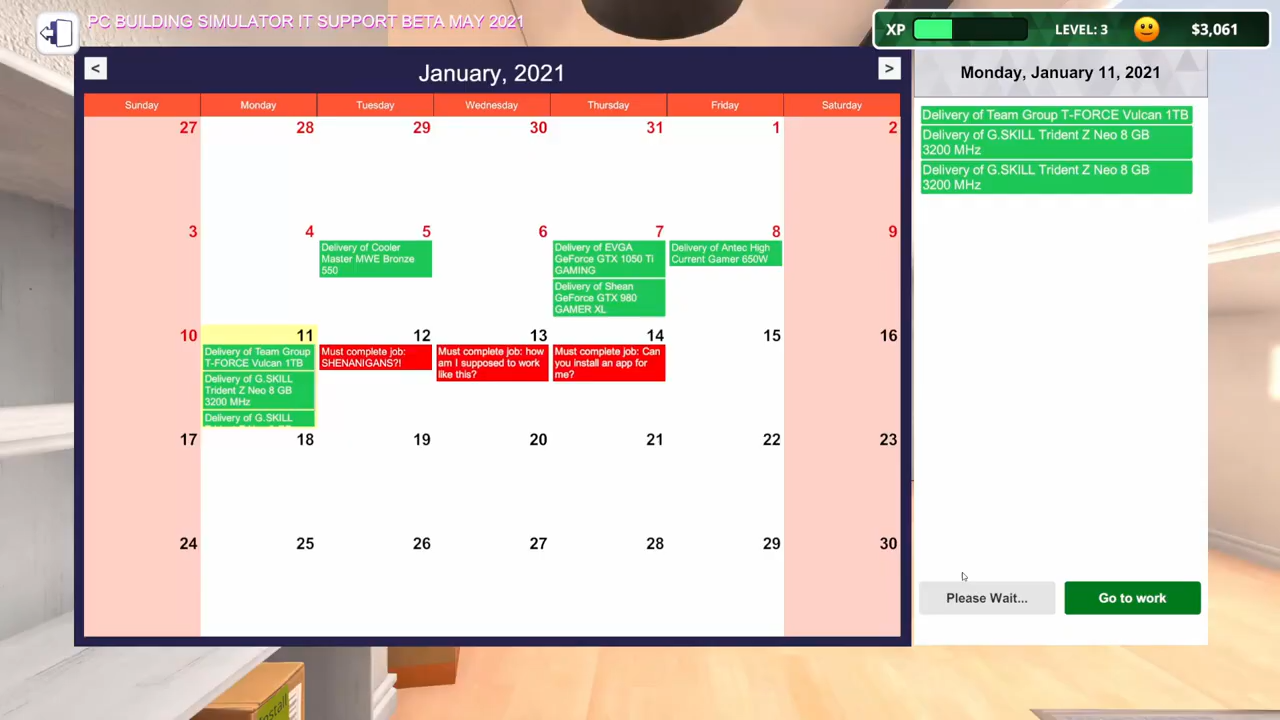 PC BUILDING SIMULATOR IT SUPPORT BETA MAY 2021
XP
LEVEL: 3
$3,061
<
January, 2021
>
Monday, January 11, 2021
Sunday
Monday
Tuesday
Wednesday
Thursday
Friday
Saturday
27
28
29
30
31
1
2
3
4
5
6
7
8
9
Delivery of Cooler
Master MWE Bronze
550
Delivery of EVGA
GeForce GTX 1050 Ti
GAMING
Delivery of Shean
GeForce GTX 980
GAMER XL
Delivery of Antec High
Current Gamer 650W
10
11
12
13
14
15
16
Delivery of Team Group
T-FORCE Vulcan 1TB
Delivery of G.SKILL
Trident Z Neo 8 GB
3200 MHz
Delivery of G.SKILL
Must complete job:
SHENANIGANS?!
Must complete job: how
am I supposed to work
like this?
Must complete job: Can
you install an app for
me?
17
18
19
20
21
22
23
24
25
26
27
28
29
30
Delivery of Team Group T-FORCE Vulcan 1TB
Delivery of G.SKILL Trident Z Neo 8 GB
3200 MHz
Delivery of G.SKILL Trident Z Neo 8 GB
3200 MHz
Please Wait...
Go to work